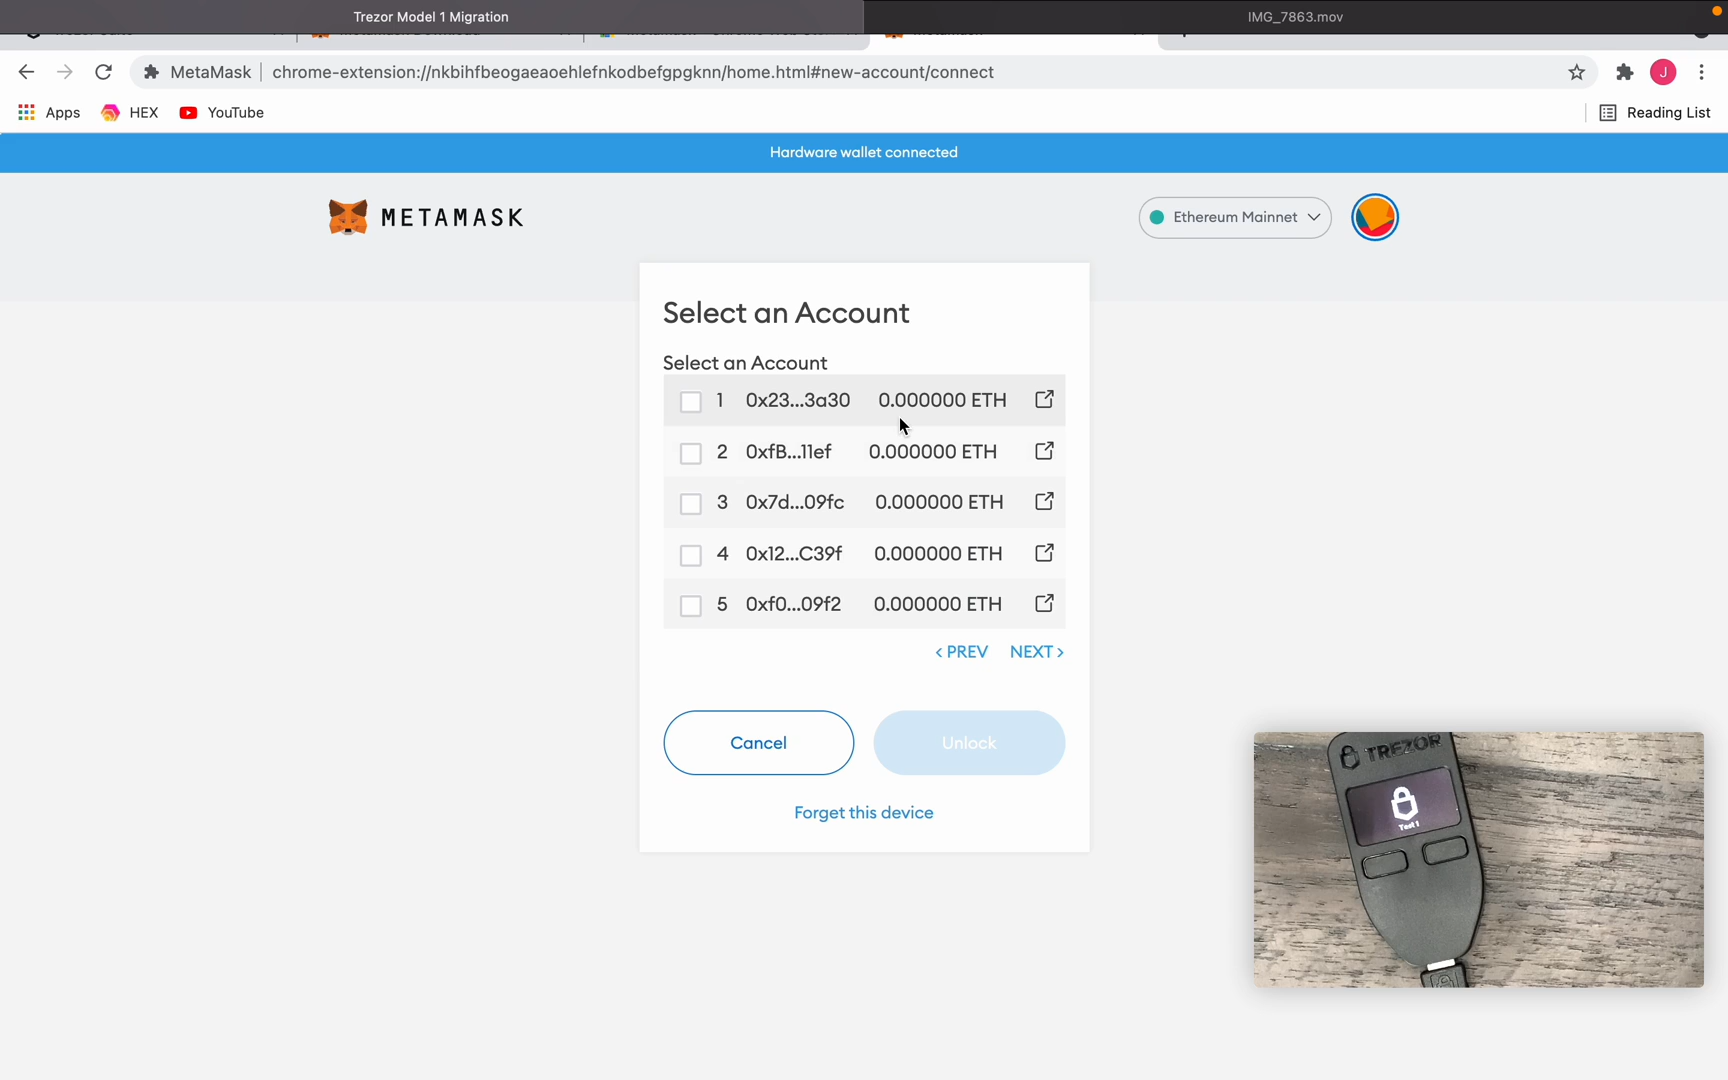 Trezor Model 1 Migration
IMG_7863.mov
MetaMask
chrome-extension://nkbihfbeogaeaoehlefnkodbefgpgknn/home.html#new-account/connect
J
Apps
HEX
YouTube
Reading List
Hardware wallet connected
METAMASK
Ethereum Mainnet
Select an Account
Select an Account
1 0x23...3a30 0.000000 ETH
2 0xfB...11ef 0.000000 ETH
3 0x7d...09fc 0.000000 ETH
4 0x12...C39f 0.000000 ETH
5 0xf0...09f2 0.000000 ETH
< PREV NEXT >
Cancel
Unlock
Forget this device
TREZOR
Test 1